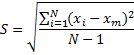 S = √(∑ᵢ₌₁ᴺ(xᵢ − xₘ)² / (N − 1))